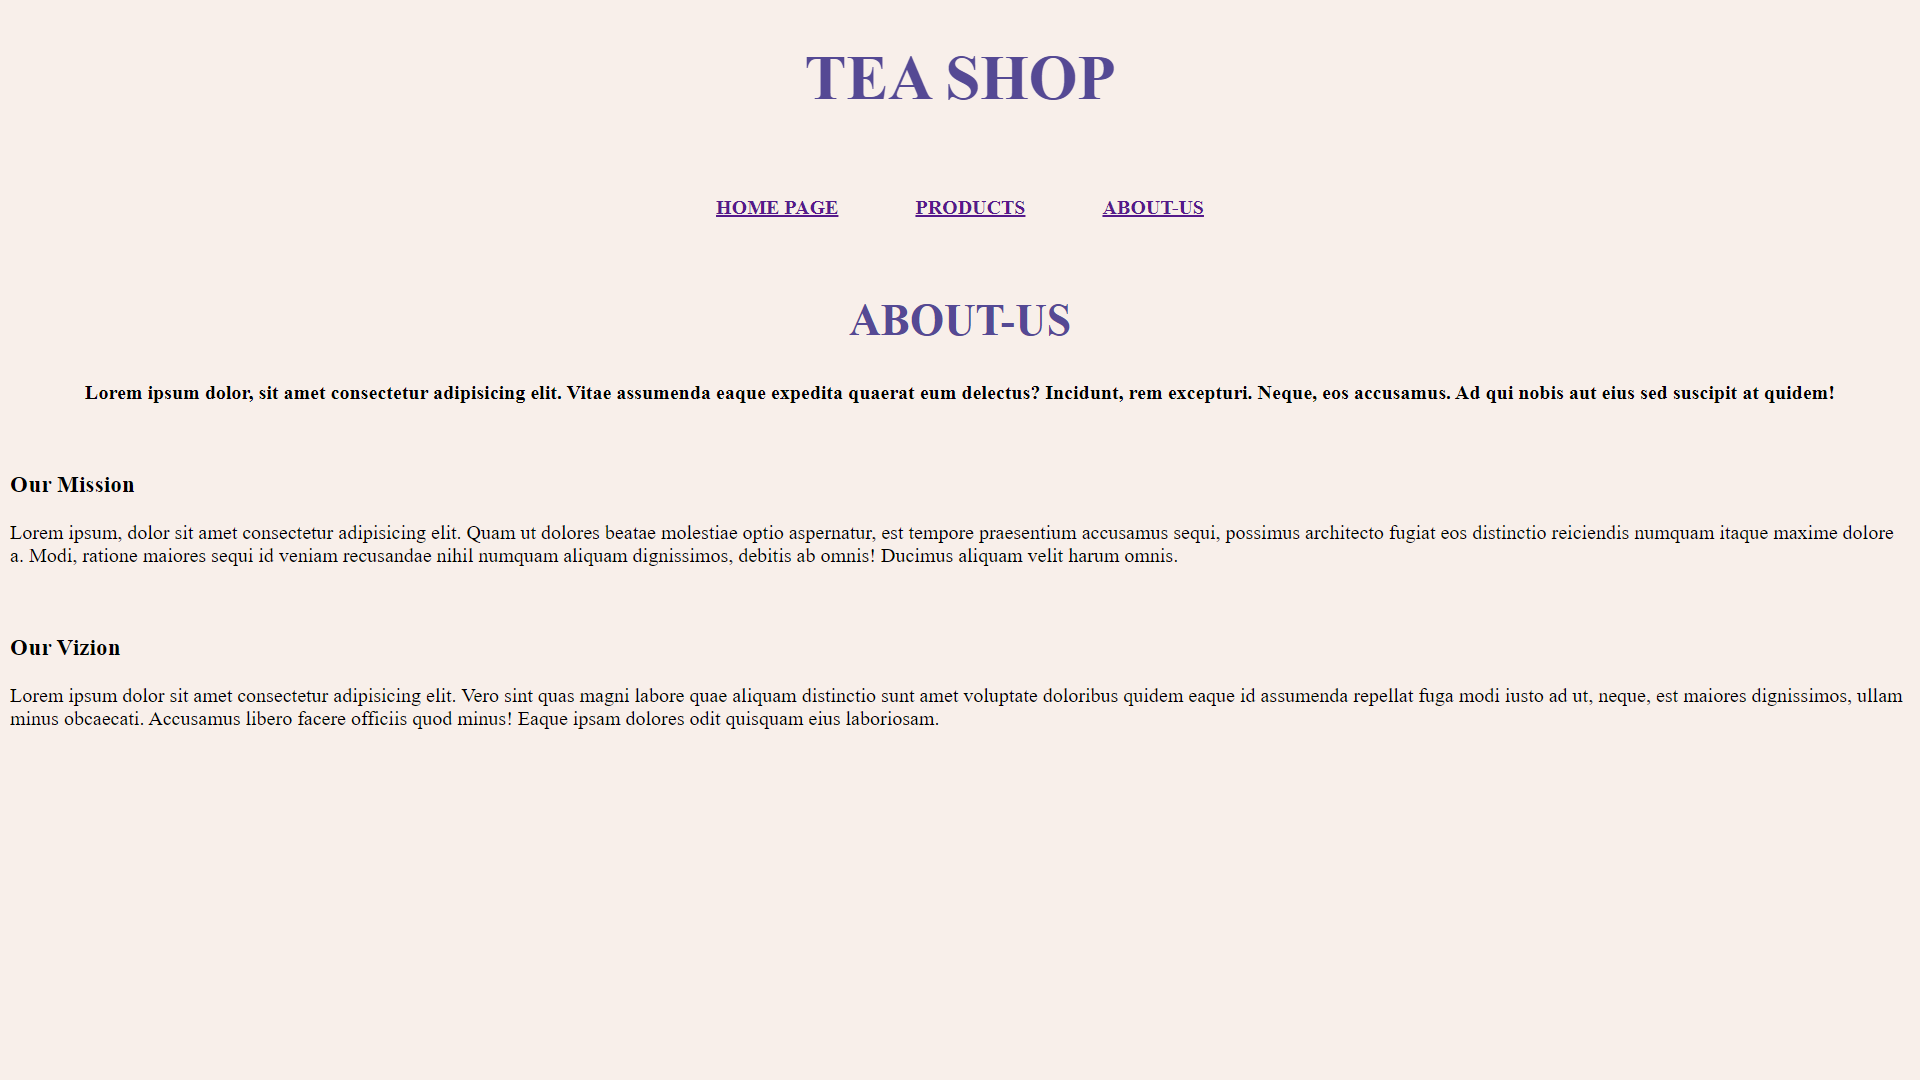 TEA SHOP
HOME PAGE PRODUCTS ABOUT-US
ABOUT-US
Lorem ipsum dolor, sit amet consectetur adipisicing elit. Vitae assumenda eaque expedita quaerat eum delectus? Incidunt, rem excepturi. Neque, eos accusamus. Ad qui nobis aut eius sed suscipit at quidem!
Our Mission
Lorem ipsum, dolor sit amet consectetur adipisicing elit. Quam ut dolores beatae molestiae optio aspernatur, est tempore praesentium accusamus sequi, possimus architecto fugiat eos distinctio reiciendis numquam itaque maxime dolore
a. Modi, ratione maiores sequi id veniam recusandae nihil numquam aliquam dignissimos, debitis ab omnis! Ducimus aliquam velit harum omnis.
Our Vizion
Lorem ipsum dolor sit amet consectetur adipisicing elit. Vero sint quas magni labore quae aliquam distinctio sunt amet voluptate doloribus quidem eaque id assumenda repellat fuga modi iusto ad ut, neque, est maiores dignissimos, ullam
minus obcaecati. Accusamus libero facere officiis quod minus! Eaque ipsam dolores odit quisquam eius laboriosam.